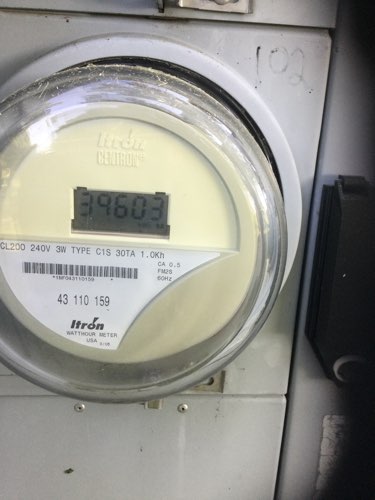 102
Itron
CENTRON®
39603
CL200 240V 3W TYPE C1S 30TA 1.0Kh
CA 0.5
FM2S
60Hz
43 110 159
Itron
WATTHOUR METER
USA